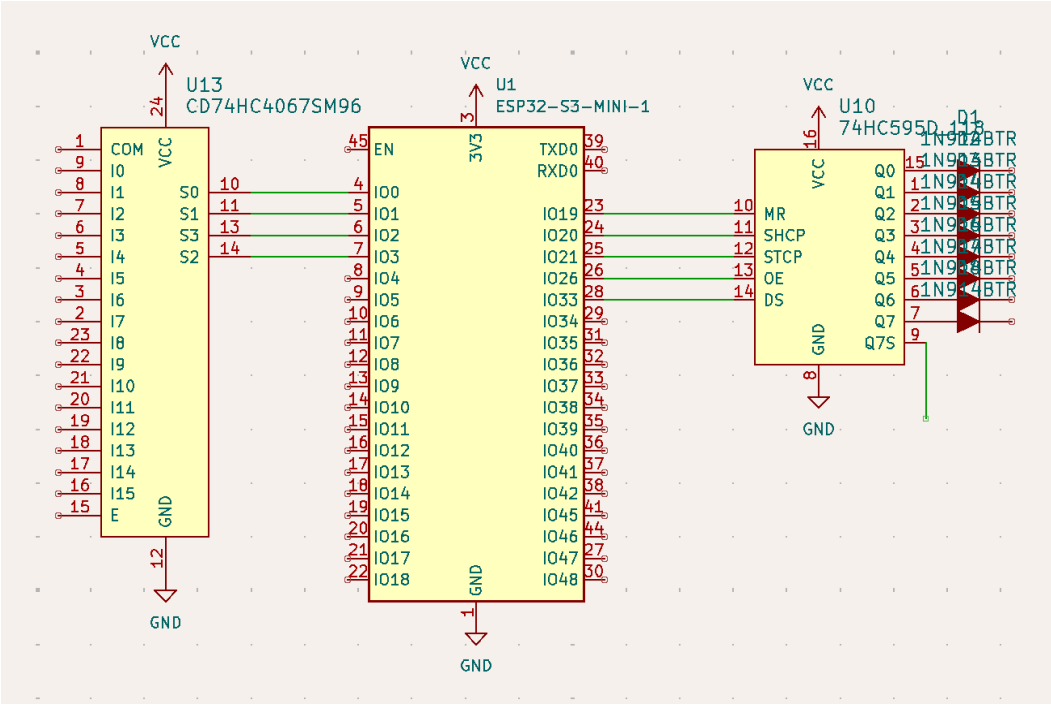 VCC
U13
CD74HC4067SM96
24
VCC
1 COM
9 I0
8 I1
7 I2
6 I3
5 I4
4 I5
3 I6
2 I7
23 I8
22 I9
21 I10
20 I11
19 I12
18 I13
17 I14
16 I15
15 E
S0 10
S1 11
S3 13
S2 14
GND
12
GND
VCC
U1
ESP32-S3-MINI-1
3
3V3
45 EN
4 IO0
5 IO1
6 IO2
7 IO3
8 IO4
9 IO5
10 IO6
11 IO7
12 IO8
13 IO9
14 IO10
15 IO11
16 IO12
17 IO13
18 IO14
19 IO15
20 IO16
21 IO17
22 IO18
TXD0 39
RXD0 40
IO19 23
IO20 24
IO21 25
IO26 26
IO33 28
IO34 29
IO35 31
IO36 32
IO37 33
IO38 34
IO39 35
IO40 36
IO41 37
IO42 38
IO45 41
IO46 44
IO47 27
IO48 30
GND
1
GND
VCC
U10
74HC595D_118
16
VCC
10 MR
11 SHCP
12 STCP
13 OE
14 DS
Q0 15
Q1 1
Q2 2
Q3 3
Q4 4
Q5 5
Q6 6
Q7 7
Q7S 9
GND
8
GND
D1
1N914BTR